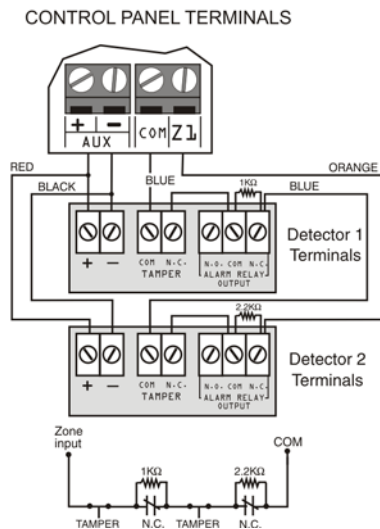 CONTROL PANEL TERMINALS
+ − COM Z1
AUX
RED ORANGE
BLACK BLUE 1KΩ BLUE
Detector 1
Terminals
+ − COM N.C. N.O. COM N.C.
TAMPER ALARM RELAY
OUTPUT
2.2KΩ
Detector 2
Terminals
+ − COM N.C. N.O. COM N.C.
TAMPER ALARM RELAY
OUTPUT
Zone
input
COM
1KΩ 2.2KΩ
TAMPER N.C. TAMPER N.C.